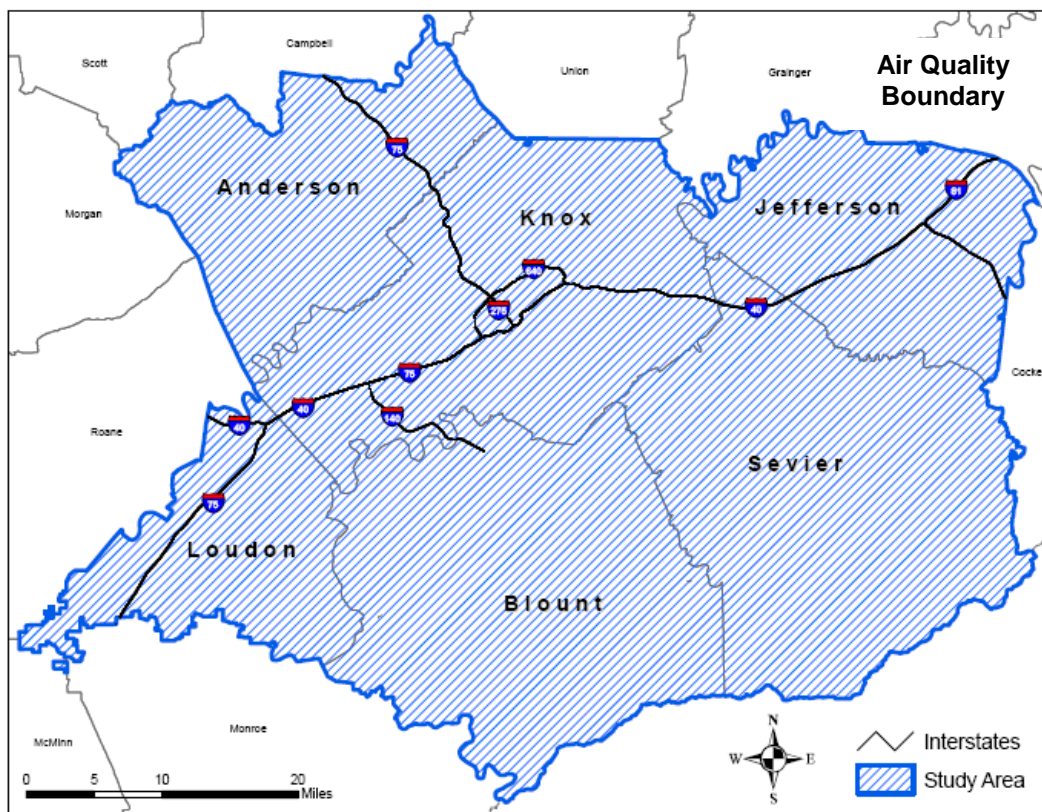 Campbell
Scott
Union
Grainger
Air Quality
Boundary
75
Anderson
Knox
Jefferson
81
Morgan
640
275
40
75
Cocke
40
140
40
Roane
Sevier
75
Loudon
Blount
Monroe
McMinn
N
W E
S
Interstates
Study Area
0 5 10 20
Miles